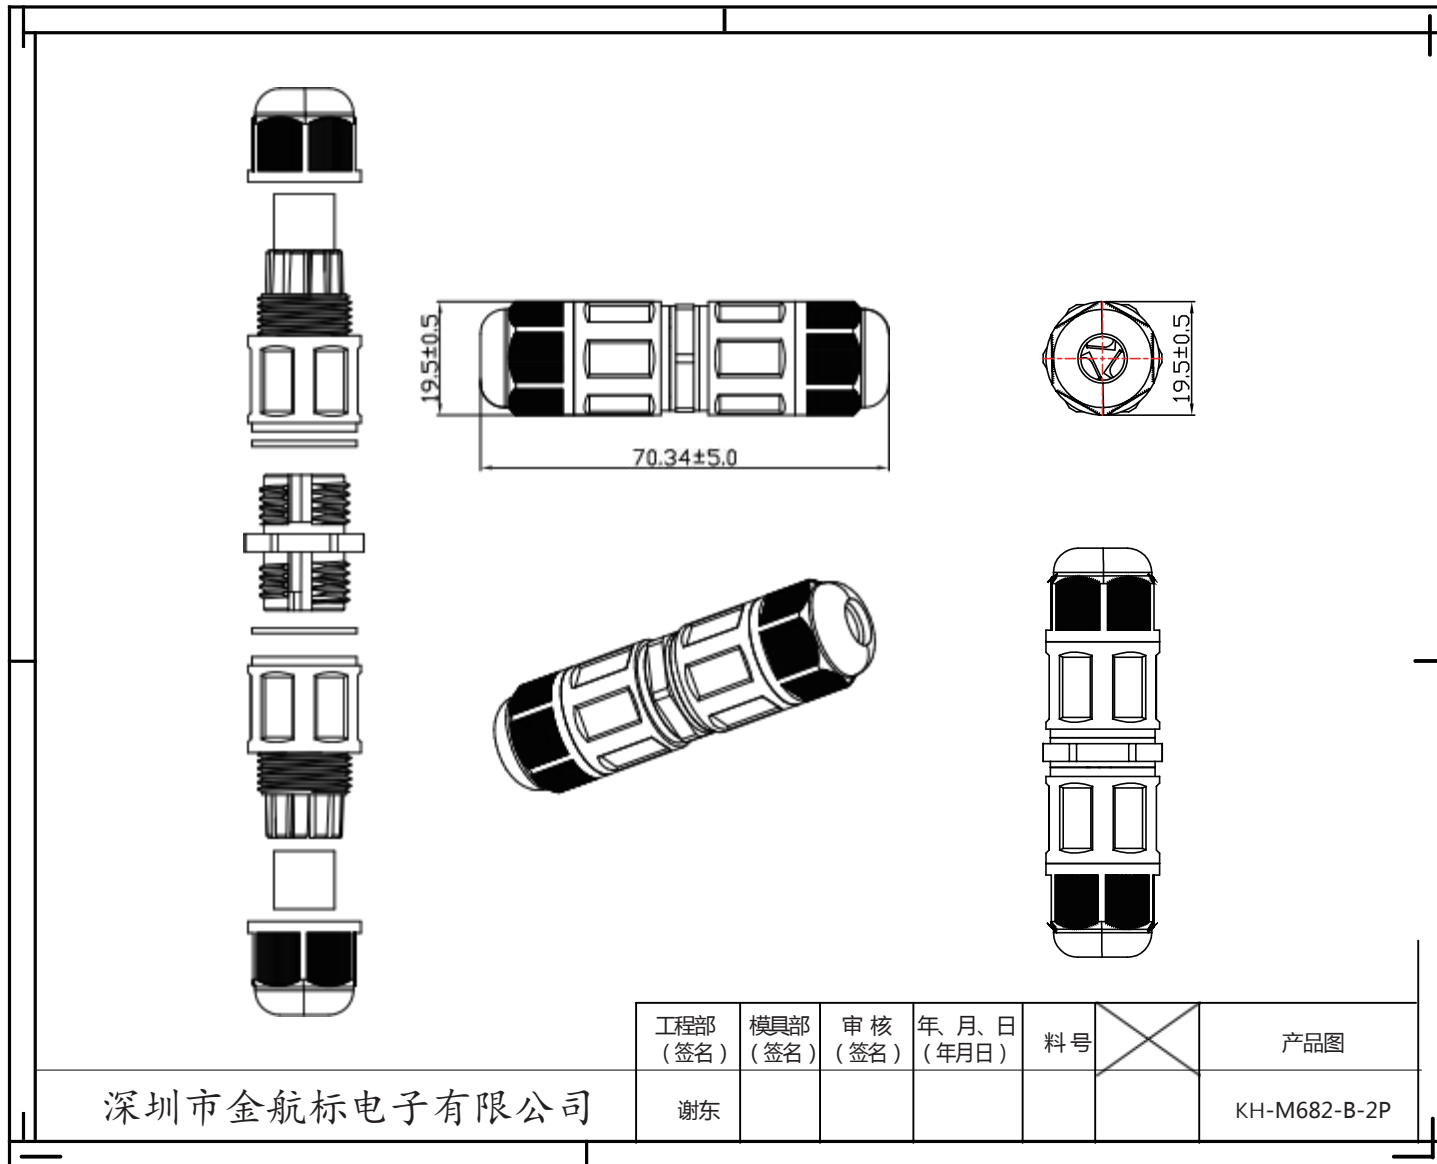 19.5±0.5
70.34±5.0
19.5±0.5
工程部
（签名）
模具部
（签名）
审 核
（签名）
年、月、日
（年月日）
料 号
产品图
深圳市金航标电子有限公司
谢东
KH-M682-B-2P